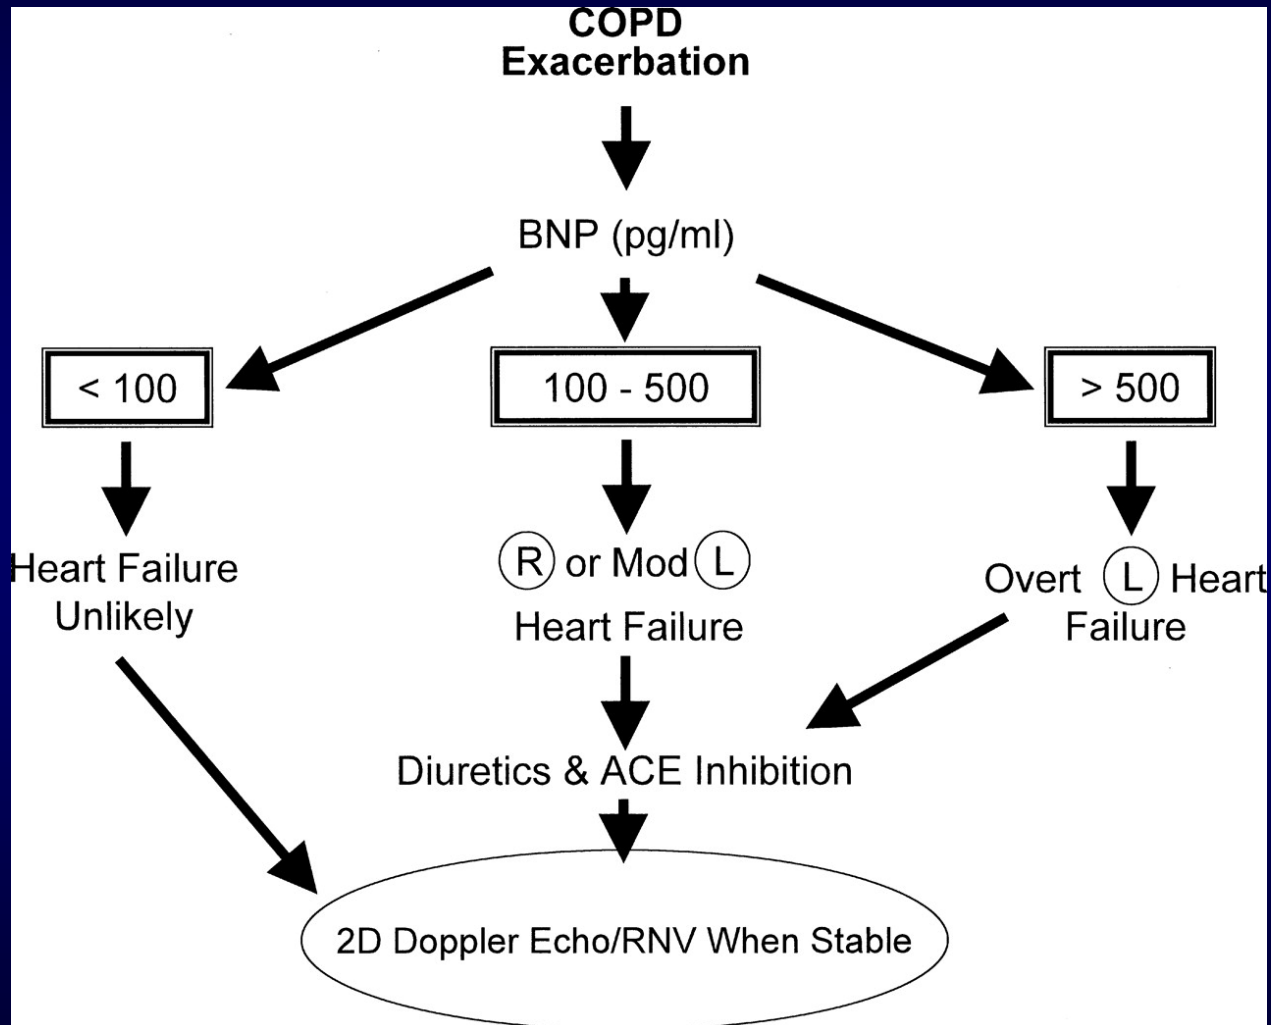 COPD
Exacerbation
BNP (pg/ml)
< 100
100 - 500
> 500
Heart Failure
Unlikely
R or Mod L
Heart Failure
Overt L Heart
Failure
Diuretics & ACE Inhibition
2D Doppler Echo/RNV When Stable